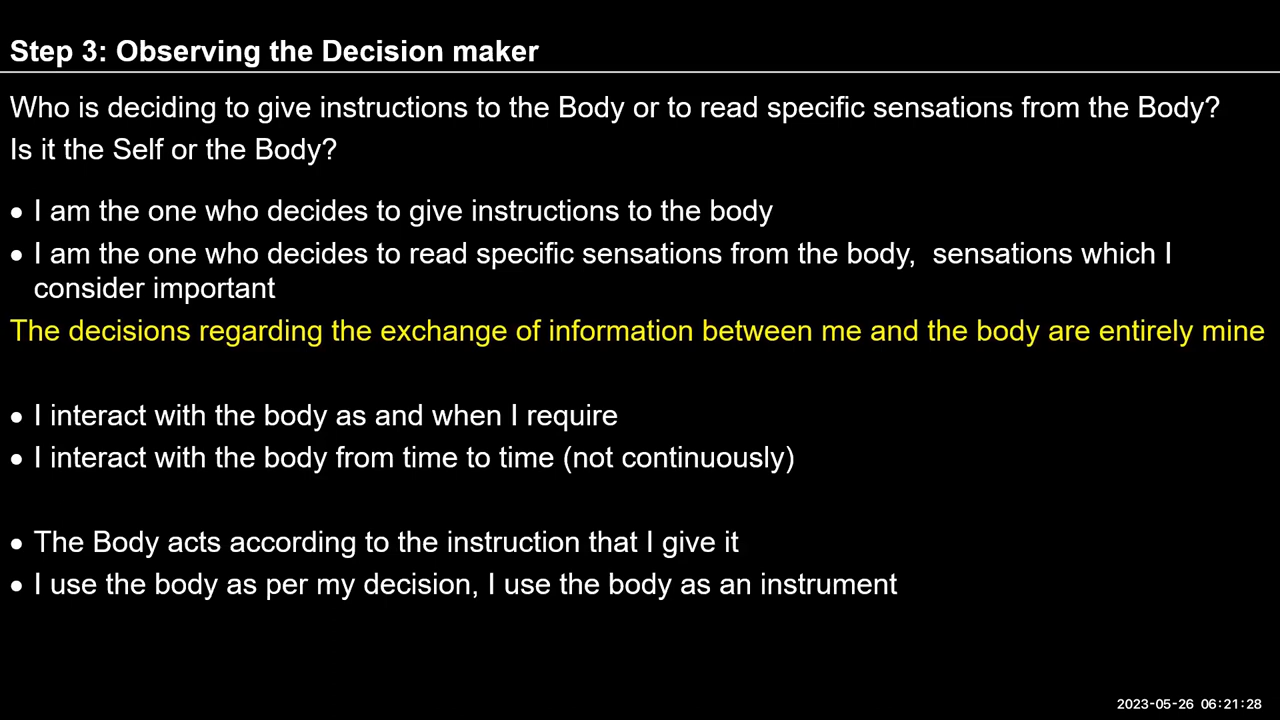 Step 3: Observing the Decision maker
Who is deciding to give instructions to the Body or to read specific sensations from the Body?
Is it the Self or the Body?
• I am the one who decides to give instructions to the body
• I am the one who decides to read specific sensations from the body,  sensations which I
consider important
The decisions regarding the exchange of information between me and the body are entirely mine
• I interact with the body as and when I require
• I interact with the body from time to time (not continuously)
• The Body acts according to the instruction that I give it
• I use the body as per my decision, I use the body as an instrument
2023-05-26 06:21:28